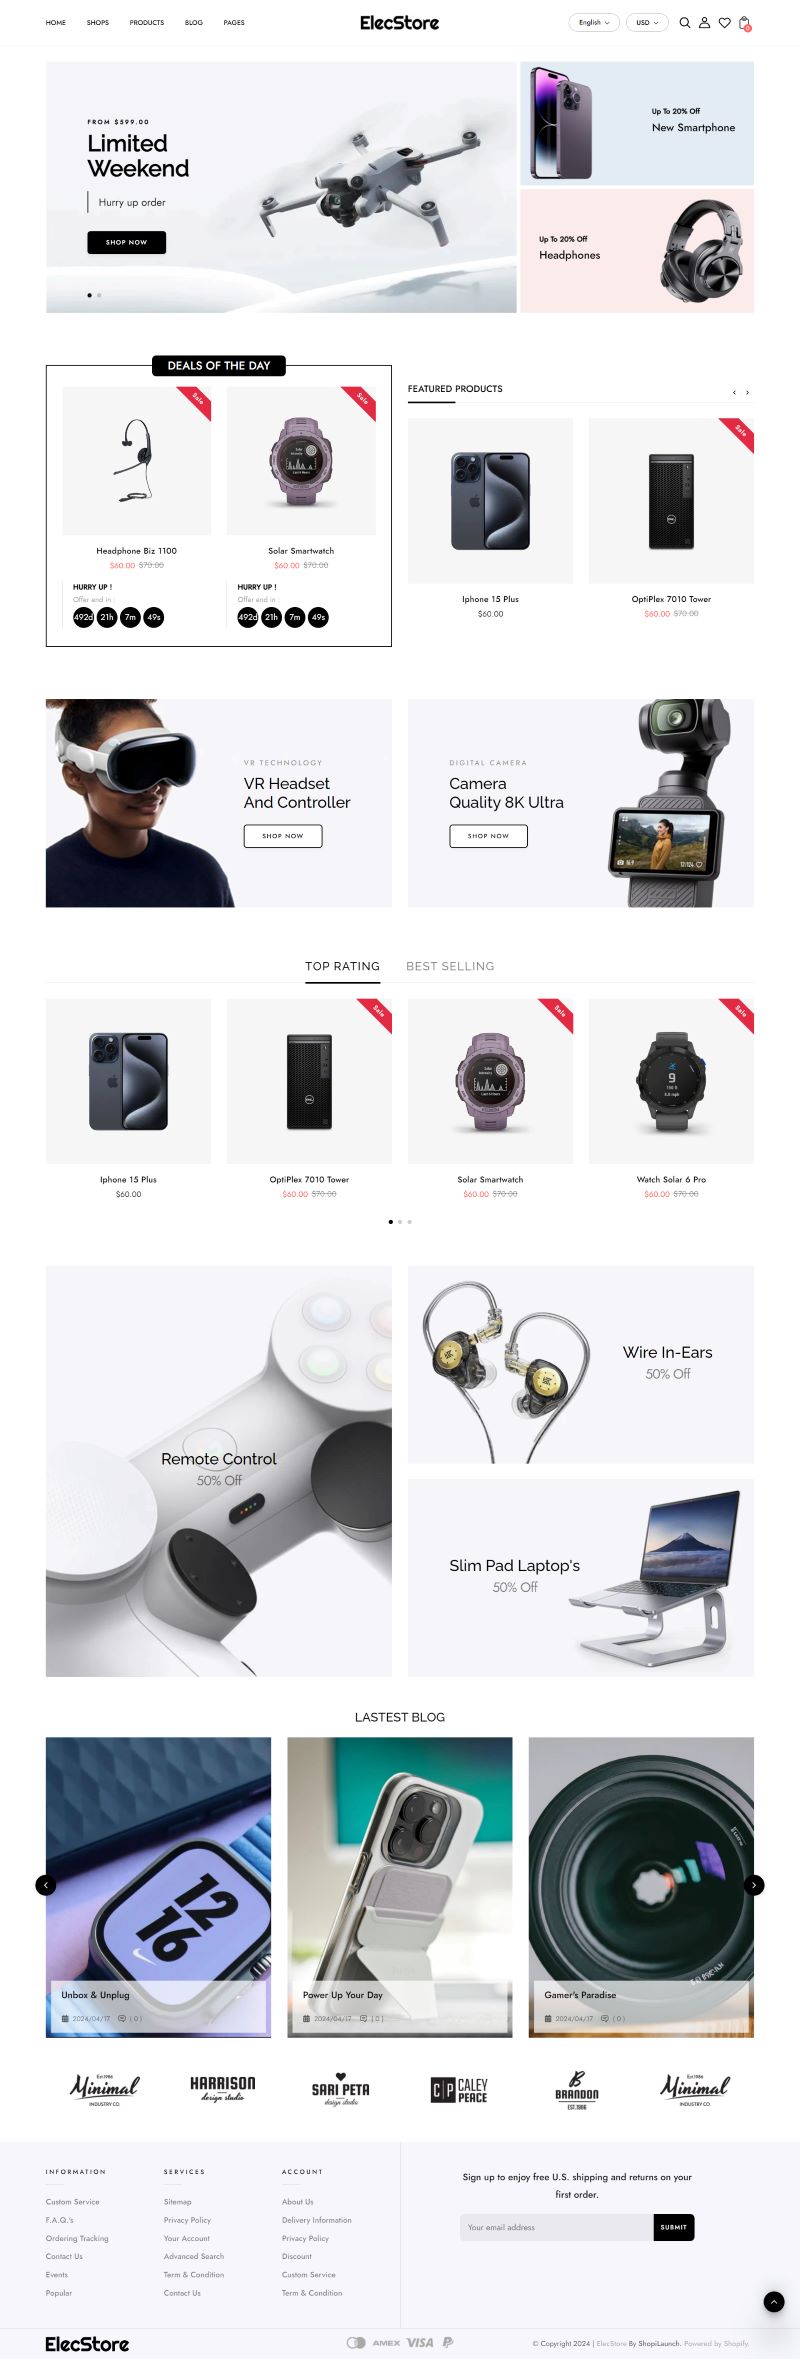 HOME SHOPS PRODUCTS BLOG PAGES
ElecStore
English USD
0
FROM $599.00
Limited
Weekend
Hurry up order
SHOP NOW
Up To 20% Off
New Smartphone
Up To 20% Off
Headphones
DEALS OF THE DAY
Sale
Sale
Headphone Biz 1100
$60.00 $70.00
HURRY UP !
Offer end in :
492d 21h 7m 49s
Solar Smartwatch
$60.00 $70.00
HURRY UP !
Offer end in :
492d 21h 7m 49s
FEATURED PRODUCTS
Sale
Iphone 15 Plus
$60.00
OptiPlex 7010 Tower
$60.00 $70.00
VR TECHNOLOGY
VR Headset
And Controller
SHOP NOW
DIGITAL CAMERA
Camera
Quality 8K Ultra
SHOP NOW
TOP RATING BEST SELLING
Sale
Sale
Sale
Iphone 15 Plus
$60.00
OptiPlex 7010 Tower
$60.00 $70.00
Solar Smartwatch
$60.00 $70.00
Watch Solar 6 Pro
$60.00 $70.00
Remote Control
50% Off
Wire In-Ears
50% Off
Slim Pad Laptop's
50% Off
LASTEST BLOG
12
16
Unbox & Unplug
2024/04/17 ( 0 )
Power Up Your Day
2024/04/17 ( 0 )
Gamer's Paradise
2024/04/17 ( 0 )
Est.1986
Minimal
INDUSTRY CO.
HARRISON
design studio
SARI PETA
design studio
CP CALEY
PEACE
B
BRANDON
EST.1986
Est.1986
Minimal
INDUSTRY CO.
INFORMATION
Custom Service
F.A.Q.'s
Ordering Tracking
Contact Us
Events
Popular
SERVICES
Sitemap
Privacy Policy
Your Account
Advanced Search
Term & Condition
Contact Us
ACCOUNT
About Us
Delivery Information
Privacy Policy
Discount
Custom Service
Term & Condition
Sign up to enjoy free U.S. shipping and returns on your
first order.
Your email address SUBMIT
ElecStore
AMEX VISA
© Copyright 2024 | ElecStore By ShopiLaunch. Powered by Shopify.